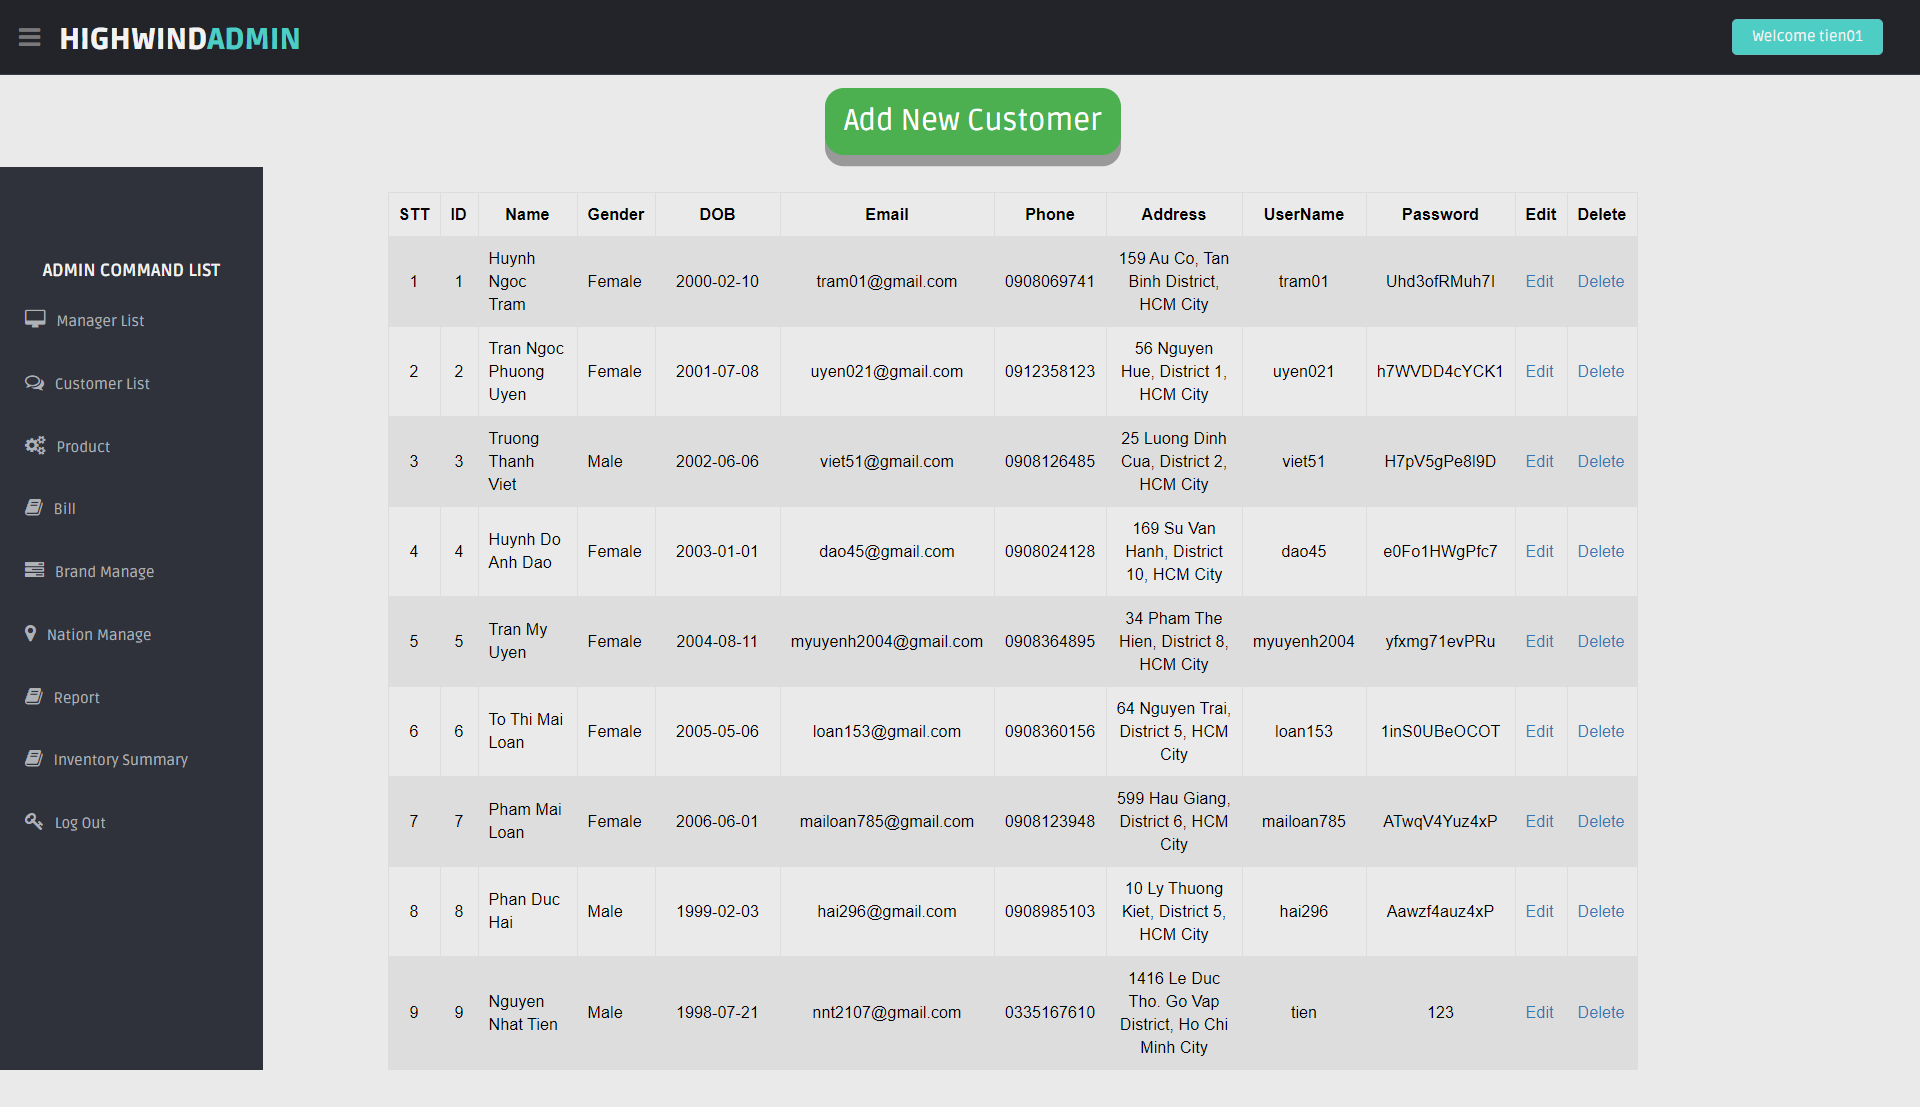 HIGHWINDADMIN
Welcome tien01
Add New Customer
ADMIN COMMAND LIST
Manager List
Customer List
Product
Bill
Brand Manage
Nation Manage
Report
Inventory Summary
Log Out
STT ID Name Gender DOB Email Phone Address UserName Password Edit Delete
1 1 Huynh Ngoc Tram Female 2000-02-10 tram01@gmail.com 0908069741 159 Au Co, Tan Binh District, HCM City tram01 Uhd3ofRMuh7I Edit Delete
2 2 Tran Ngoc Phuong Uyen Female 2001-07-08 uyen021@gmail.com 0912358123 56 Nguyen Hue, District 1, HCM City uyen021 h7WVDD4cYCK1 Edit Delete
3 3 Truong Thanh Viet Male 2002-06-06 viet51@gmail.com 0908126485 25 Luong Dinh Cua, District 2, HCM City viet51 H7pV5gPe8I9D Edit Delete
4 4 Huynh Do Anh Dao Female 2003-01-01 dao45@gmail.com 0908024128 169 Su Van Hanh, District 10, HCM City dao45 e0Fo1HWgPfc7 Edit Delete
5 5 Tran My Uyen Female 2004-08-11 myuyenh2004@gmail.com 0908364895 34 Pham The Hien, District 8, HCM City myuyenh2004 yfxmg71evPRu Edit Delete
6 6 To Thi Mai Loan Female 2005-05-06 loan153@gmail.com 0908360156 64 Nguyen Trai, District 5, HCM City loan153 1inS0UBeOCOT Edit Delete
7 7 Pham Mai Loan Female 2006-06-01 mailoan785@gmail.com 0908123948 599 Hau Giang, District 6, HCM City mailoan785 ATwqV4Yuz4xP Edit Delete
8 8 Phan Duc Hai Male 1999-02-03 hai296@gmail.com 0908985103 10 Ly Thuong Kiet, District 5, HCM City hai296 Aawzf4auz4xP Edit Delete
9 9 Nguyen Nhat Tien Male 1998-07-21 nnt2107@gmail.com 0335167610 1416 Le Duc Tho. Go Vap District, Ho Chi Minh City tien 123 Edit Delete